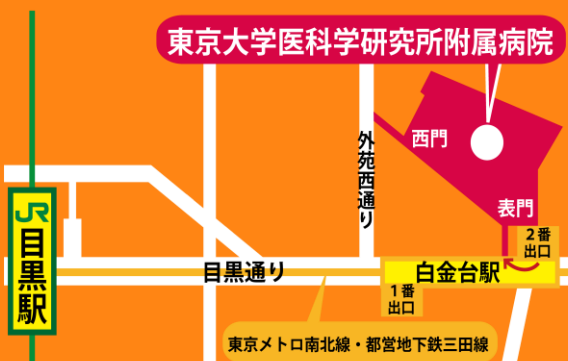 東京大学医科学研究所附属病院
西門
外苑西通り
表門
JR
目黒駅
2番
出口
目黒通り
白金台駅
1番
出口
東京メトロ南北線・都営地下鉄三田線